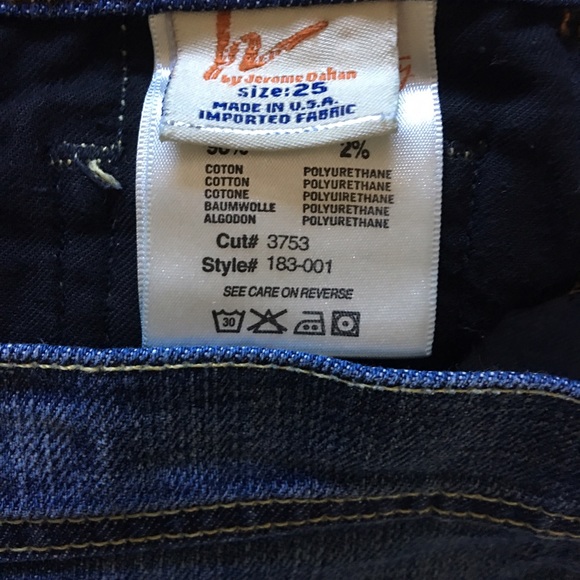 by Jerome Dahan
size: 25
MADE IN U.S.A.
IMPORTED FABRIC
2%
COTON POLYURETHANE
COTTON POLYURETHANE
COTONE POLYUIRETHANE
BAUMWOLLE POLYURETHANE
ALGODON POLYURETHANE
Cut# 3753
Style# 183-001
SEE CARE ON REVERSE
30